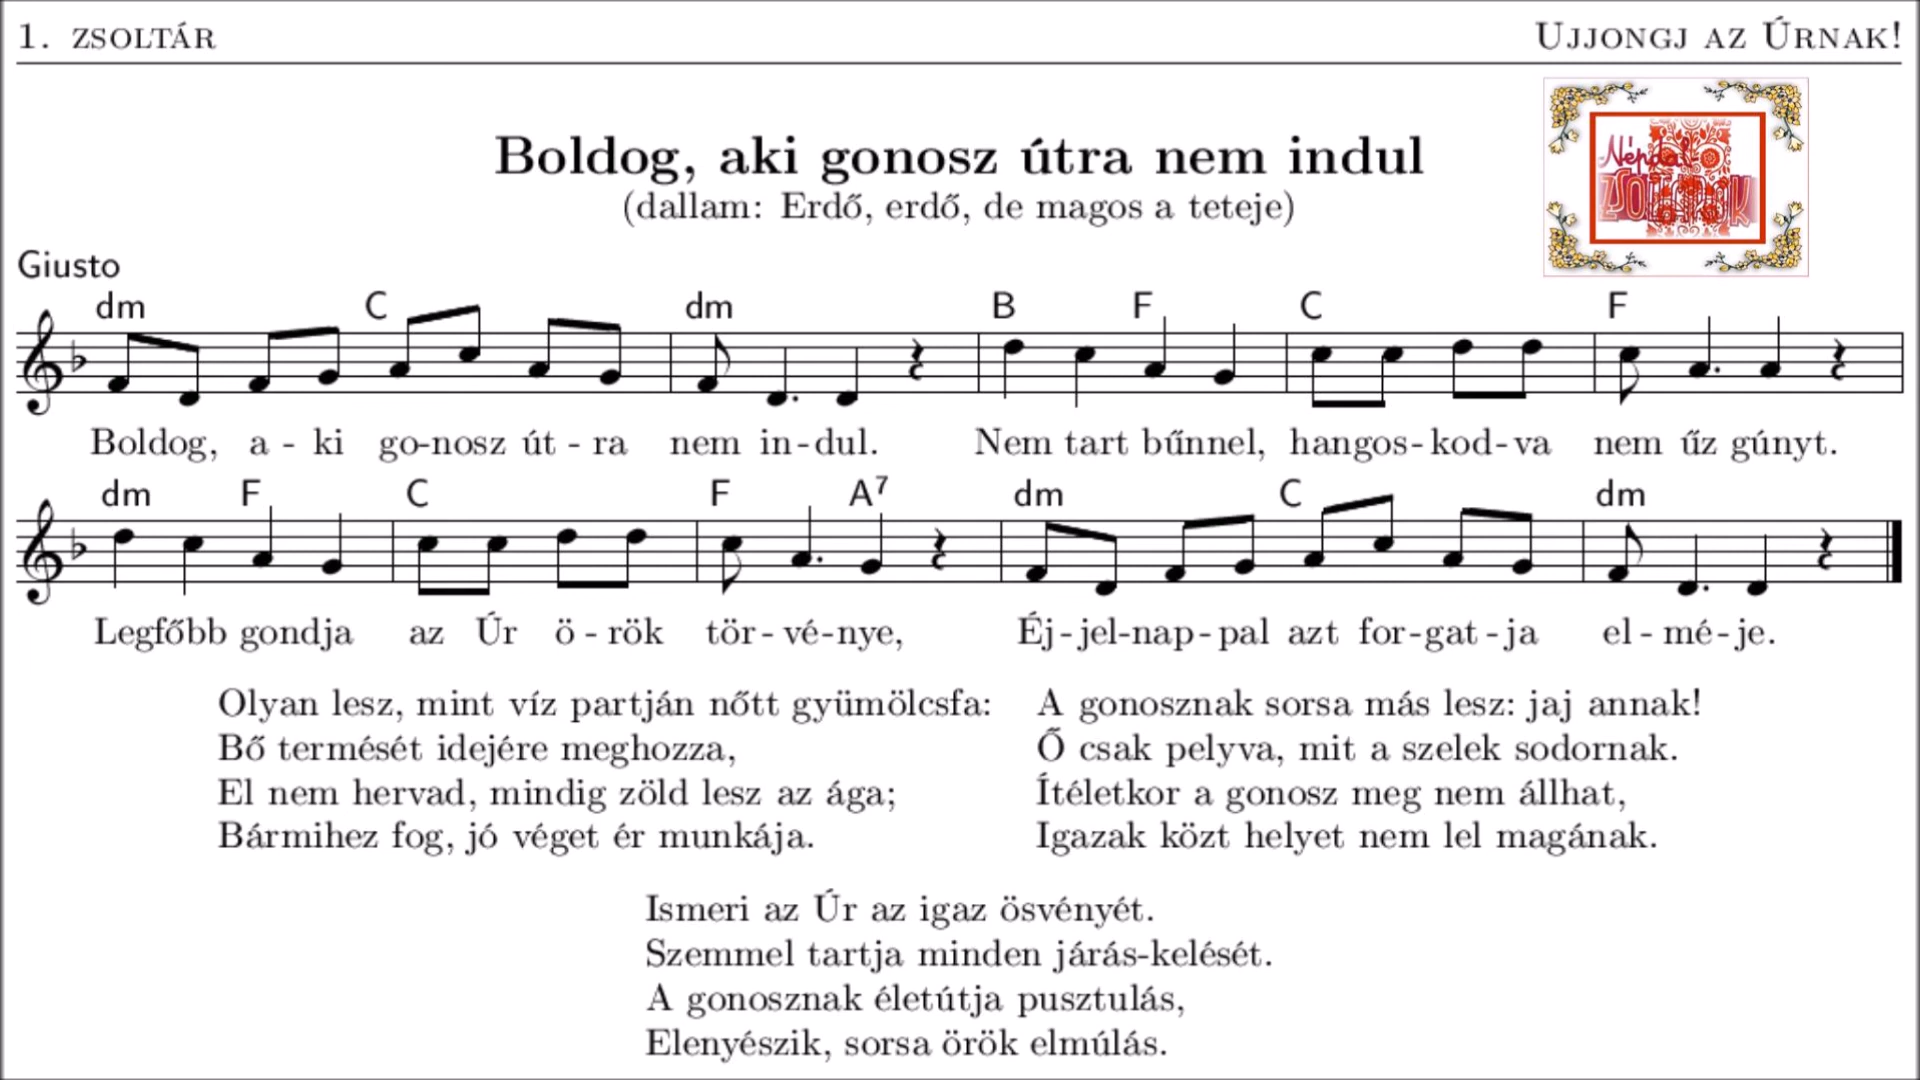 1. ZSOLTÁR
UJJONGJ AZ ÚRNAK!
Boldog, aki gonosz útra nem indul
(dallam: Erdő, erdő, de magos a teteje)
Népdal
ZSOLTÁROK
Giusto
dm C dm B F C F
Boldog, a - ki go-nosz út - ra nem in-dul. Nem tart bűnnel, hangos-kod-va nem űz gúnyt.
dm F C F A7 dm C dm
Legfőbb gondja az Úr ö - rök tör-vé-nye, Éj-jel-nap-pal azt for-gat-ja el-mé-je.
Olyan lesz, mint víz partján nőtt gyümölcsfa:
Bő termését idejére meghozza,
El nem hervad, mindig zöld lesz az ága;
Bármihez fog, jó véget ér munkája.
A gonosznak sorsa más lesz: jaj annak!
Ő csak pelyva, mit a szelek sodornak.
Ítéletkor a gonosz meg nem állhat,
Igazak közt helyet nem lel magának.
Ismeri az Úr az igaz ösvényét.
Szemmel tartja minden járás-kelését.
A gonosznak életútja pusztulás,
Elenyészik, sorsa örök elmúlás.